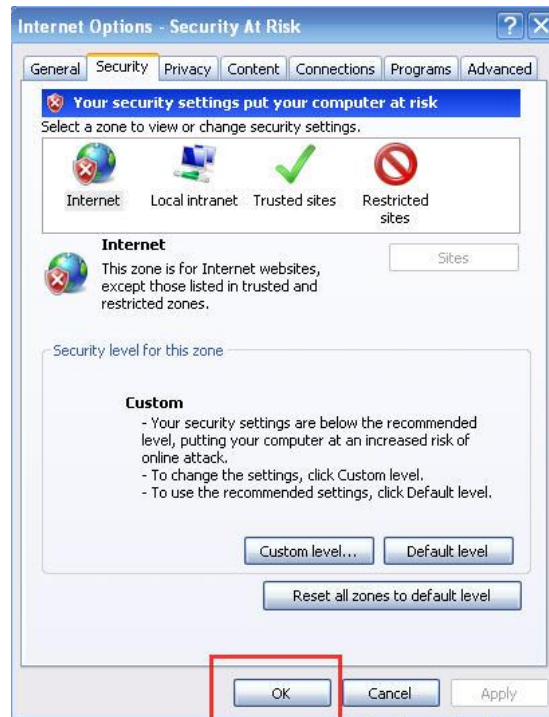 Internet Options - Security At Risk
General Security Privacy Content Connections Programs Advanced
Your security settings put your computer at risk
Select a zone to view or change security settings.
Internet Local intranet Trusted sites Restricted
sites
Internet
Sites
This zone is for Internet websites,
except those listed in trusted and
restricted zones.
Security level for this zone
Custom
- Your security settings are below the recommended
level, putting your computer at an increased risk of
online attack.
- To change the settings, click Custom level.
- To use the recommended settings, click Default level.
Custom level... Default level
Reset all zones to default level
OK Cancel Apply